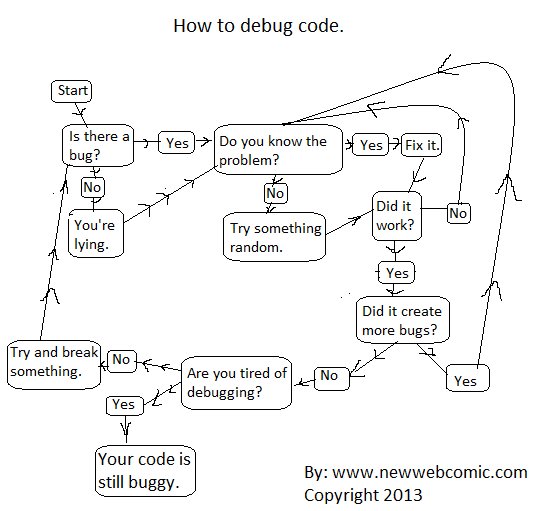 How to debug code.
Start
Is there a
bug?
Yes
Do you know the
problem?
Yes
Fix it.
No
You're
lying.
No
Try something
random.
Did it
work?
No
Yes
Did it create
more bugs?
Yes
No
Are you tired of
debugging?
No
Try and break
something.
Yes
Your code is
still buggy.
By: www.newwebcomic.com
Copyright 2013